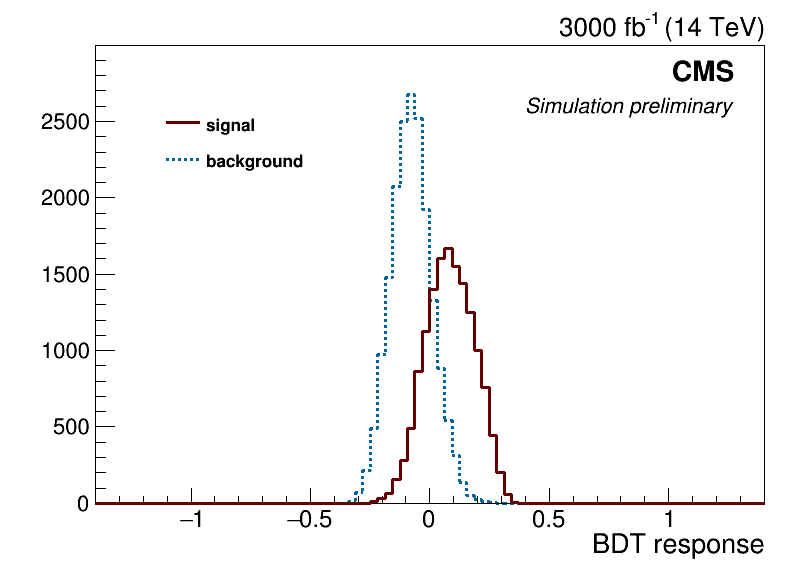 3000 fb⁻¹ (14 TeV)
CMS
Simulation preliminary
signal
background
2500
2000
1500
1000
500
0
−1 −0.5 0 0.5 1
BDT response